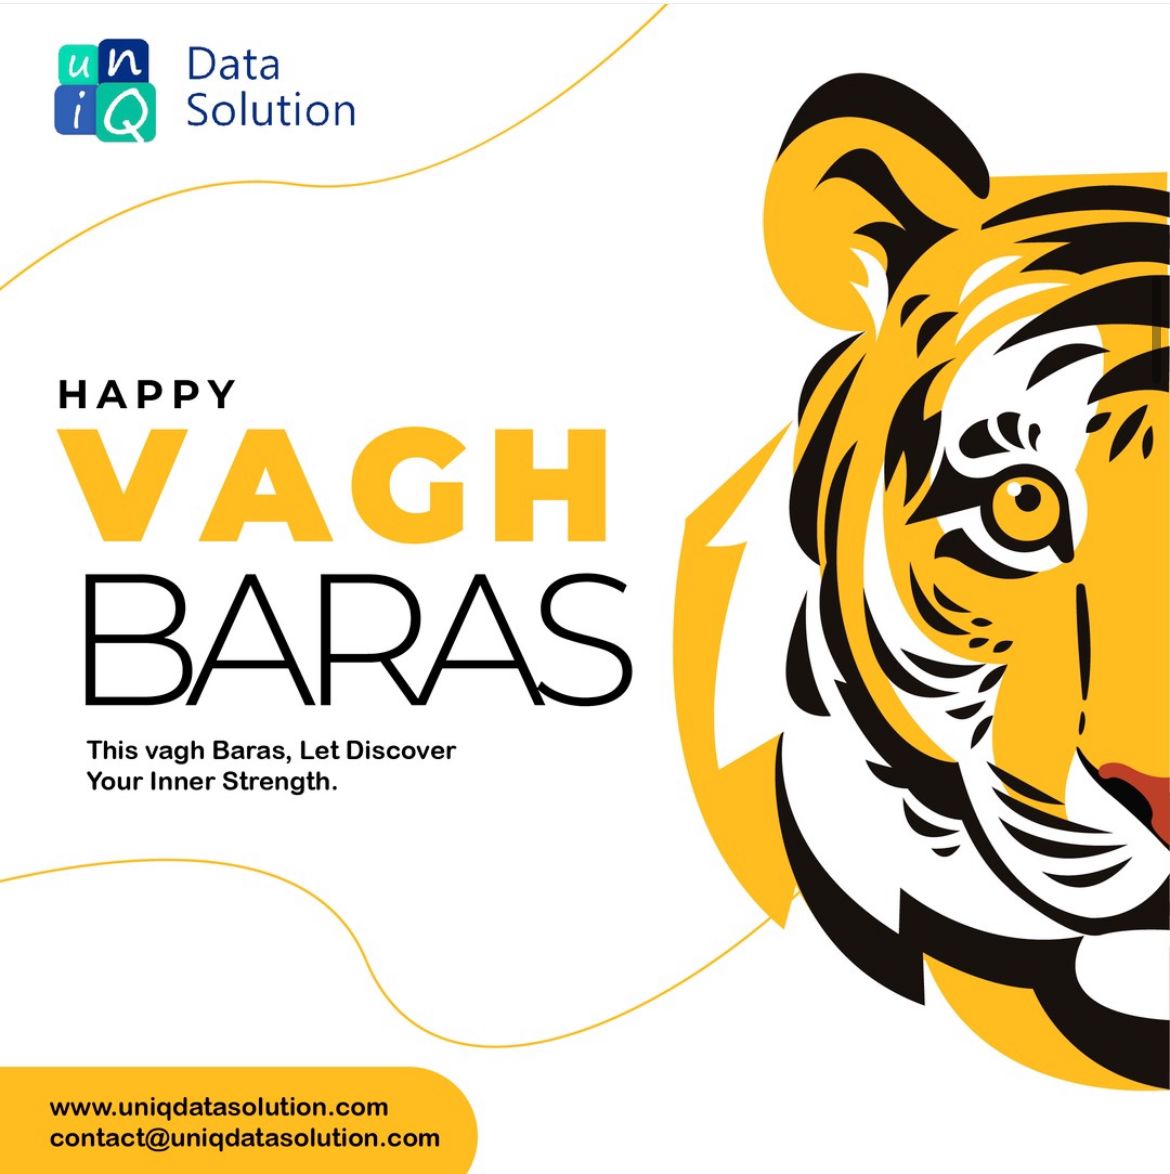 un
iQ
Data
Solution
HAPPY
VAGH
BARAS
This vagh Baras, Let Discover
Your Inner Strength.
www.uniqdatasolution.com
contact@uniqdatasolution.com